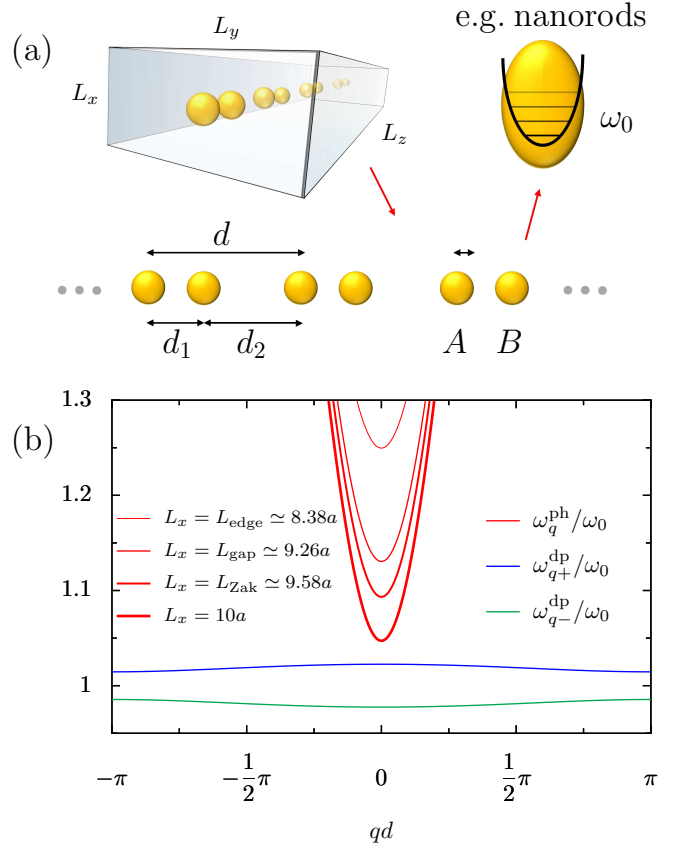 (a)
e.g. nanorods
L_y
L_x
L_z
ω_0
d
d_1
d_2
A
B
(b)
1.3
1.2
1.1
1
L_x = L_edge ≃ 8.38a
L_x = L_gap ≃ 9.26a
L_x = L_Zak ≃ 9.58a
L_x = 10a
ω_q^ph/ω_0
ω_{q+}^dp/ω_0
ω_{q−}^dp/ω_0
−π
−1/2π
0
1/2π
π
qd